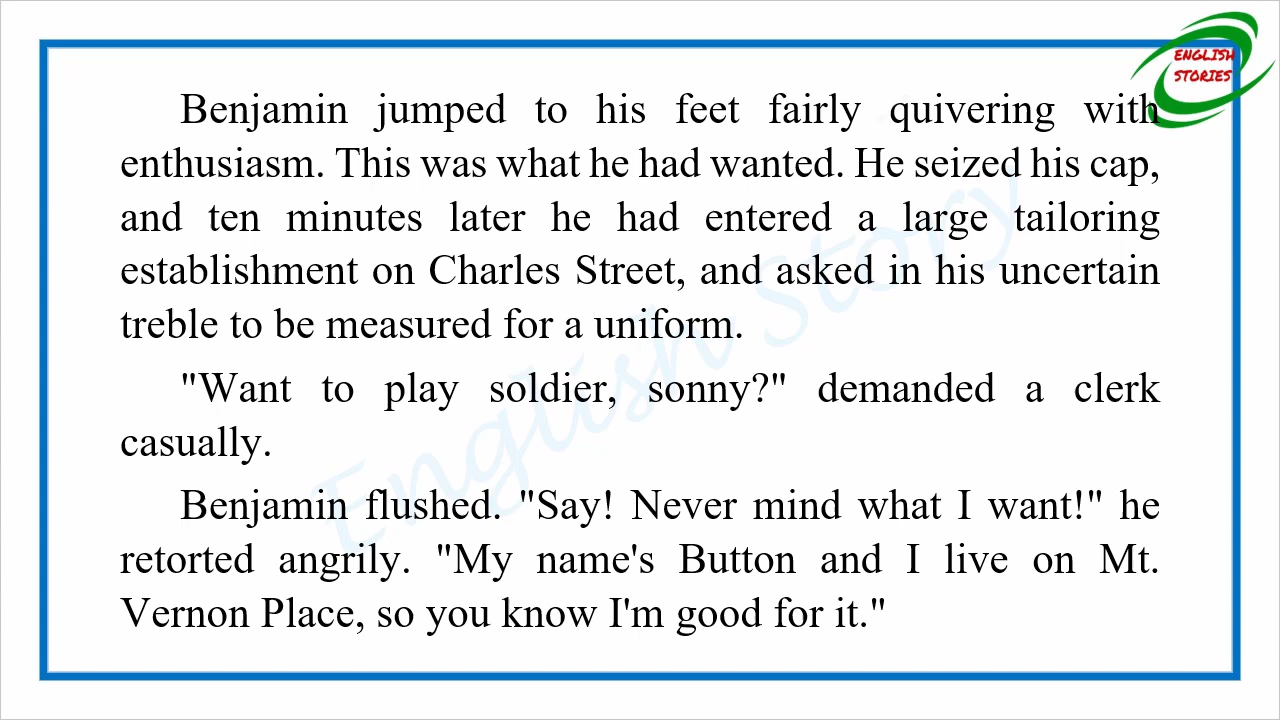 ENGLISH
STORIES
Benjamin jumped to his feet fairly quivering with
enthusiasm. This was what he had wanted. He seized his cap,
and ten minutes later he had entered a large tailoring
establishment on Charles Street, and asked in his uncertain
treble to be measured for a uniform.
"Want to play soldier, sonny?" demanded a clerk
casually.
Benjamin flushed. "Say! Never mind what I want!" he
retorted angrily. "My name's Button and I live on Mt.
Vernon Place, so you know I'm good for it."
English Story